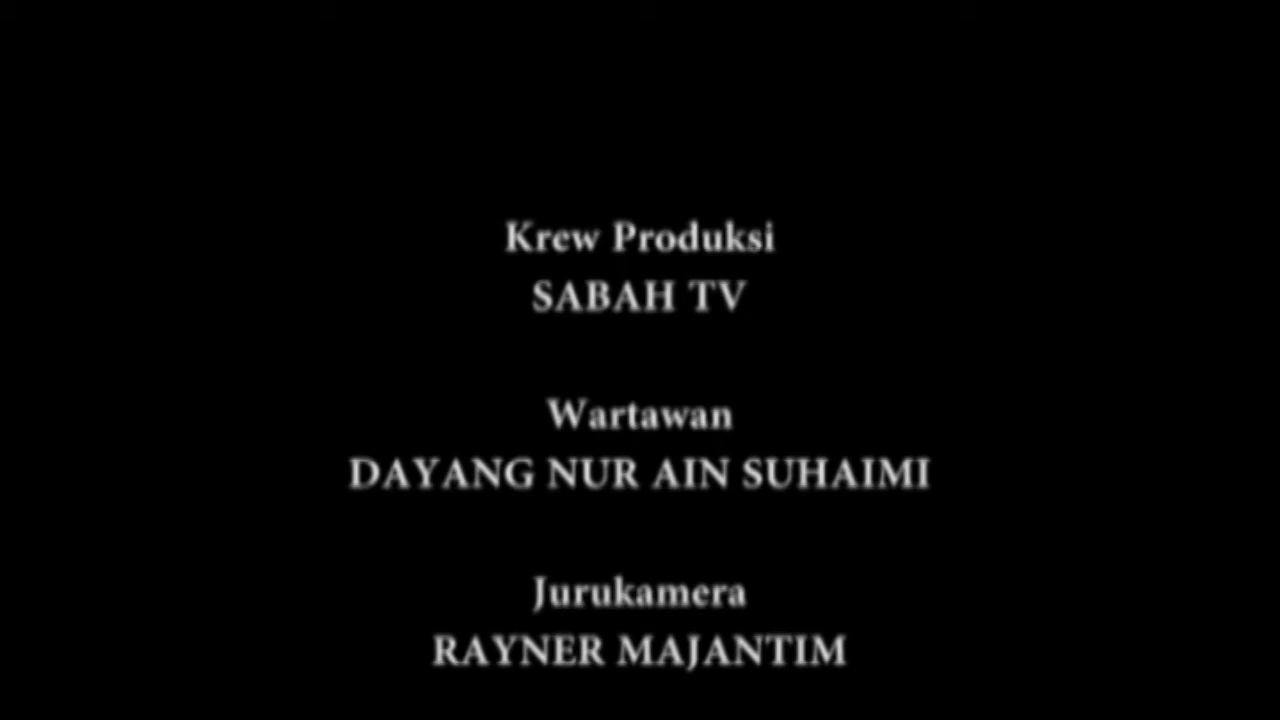 Krew Produksi
SABAH TV
Wartawan
DAYANG NUR AIN SUHAIMI
Jurukamera
RAYNER MAJANTIM